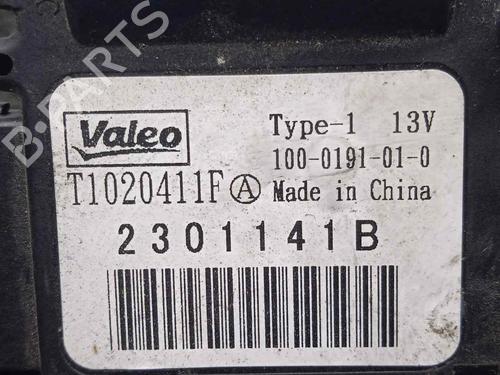 B-PARTS
Valeo
Type-1 13V
100-0191-01-0
T1020411F Ⓐ Made in China
2301141B